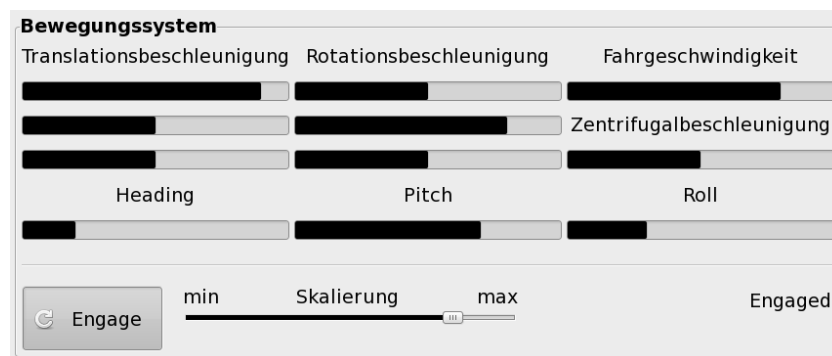 Bewegungssystem
Translationsbeschleunigung Rotationsbeschleunigung Fahrgeschwindigkeit
Zentrifugalbeschleunigung
Heading Pitch Roll
min Skalierung max
Engage Engaged